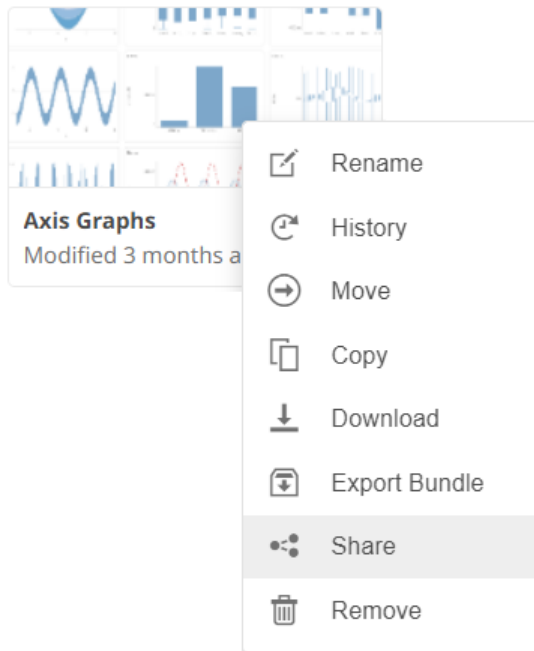 Axis Graphs
Modified 3 months a
Rename
History
Move
Copy
Download
Export Bundle
Share
Remove